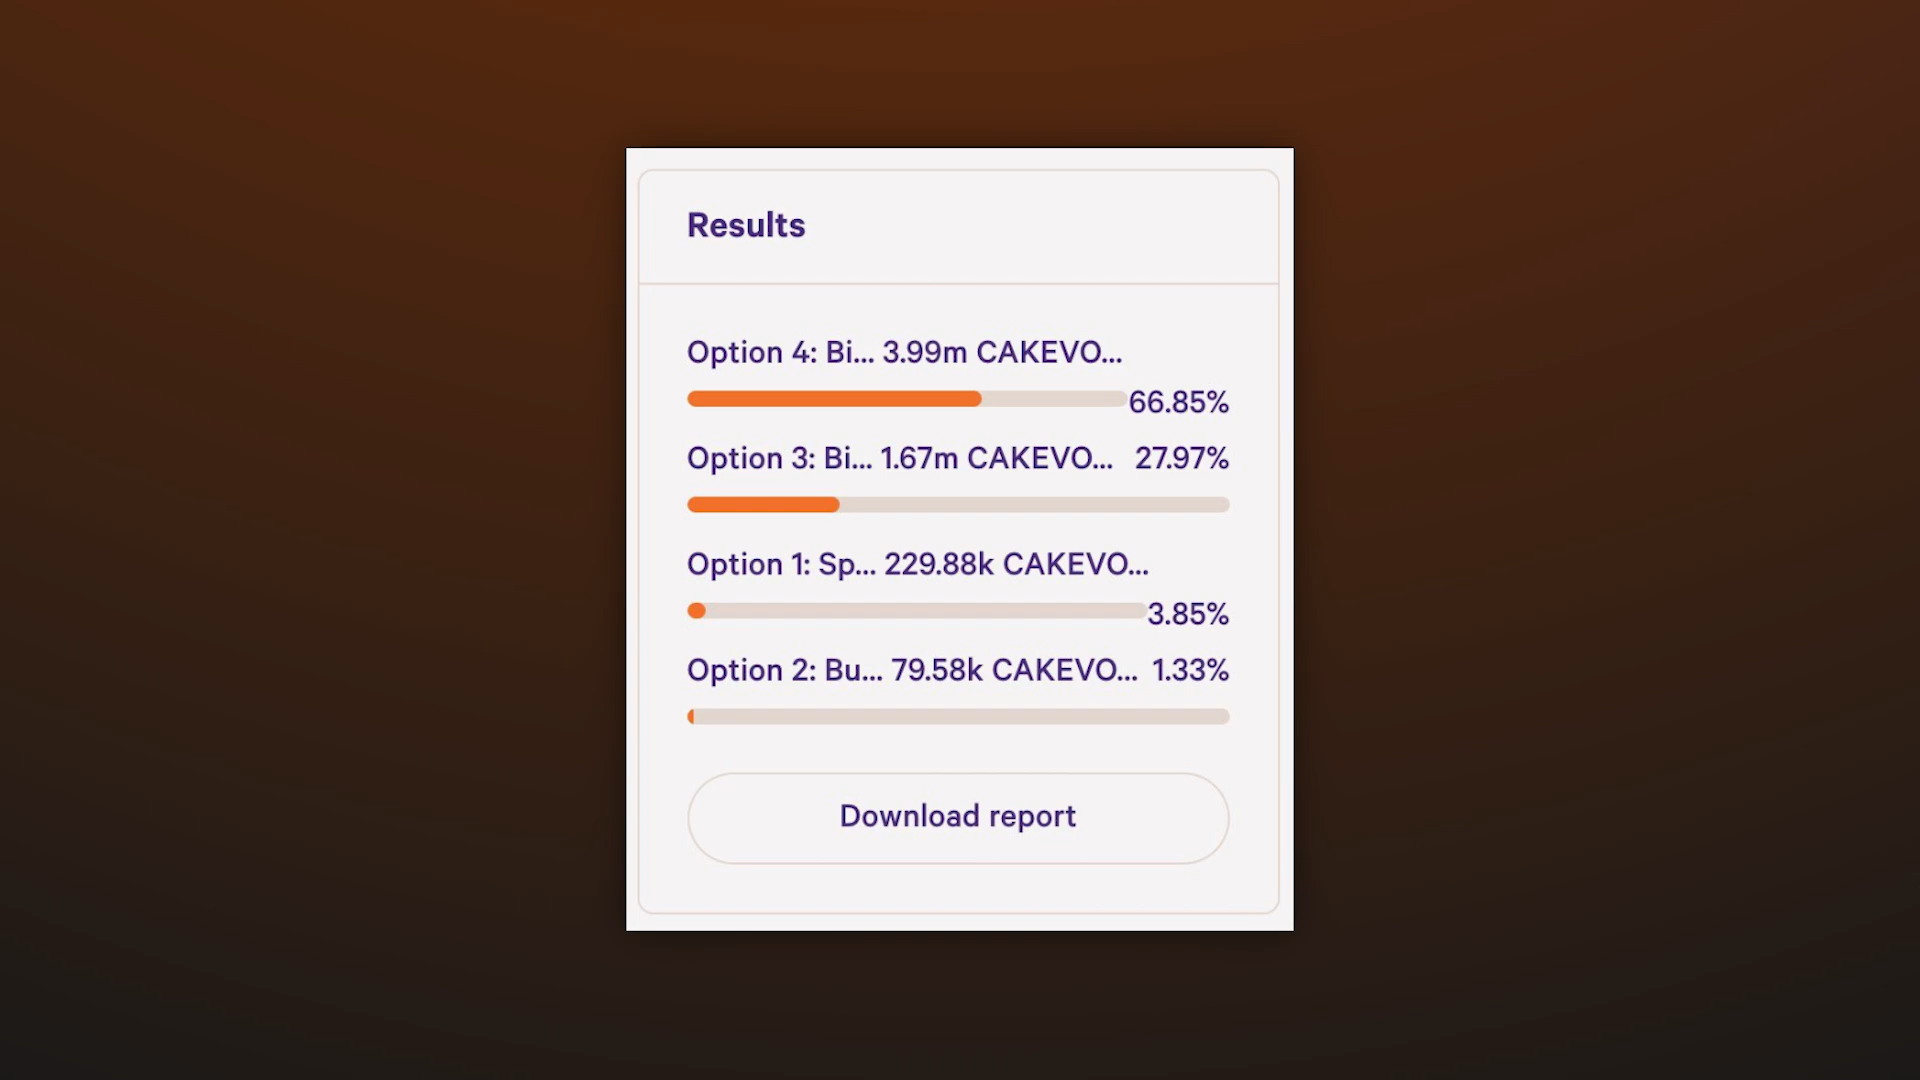 Results
Option 4: Bi... 3.99m CAKEVO...
66.85%
Option 3: Bi... 1.67m CAKEVO... 27.97%
Option 1: Sp... 229.88k CAKEVO...
3.85%
Option 2: Bu... 79.58k CAKEVO... 1.33%
Download report